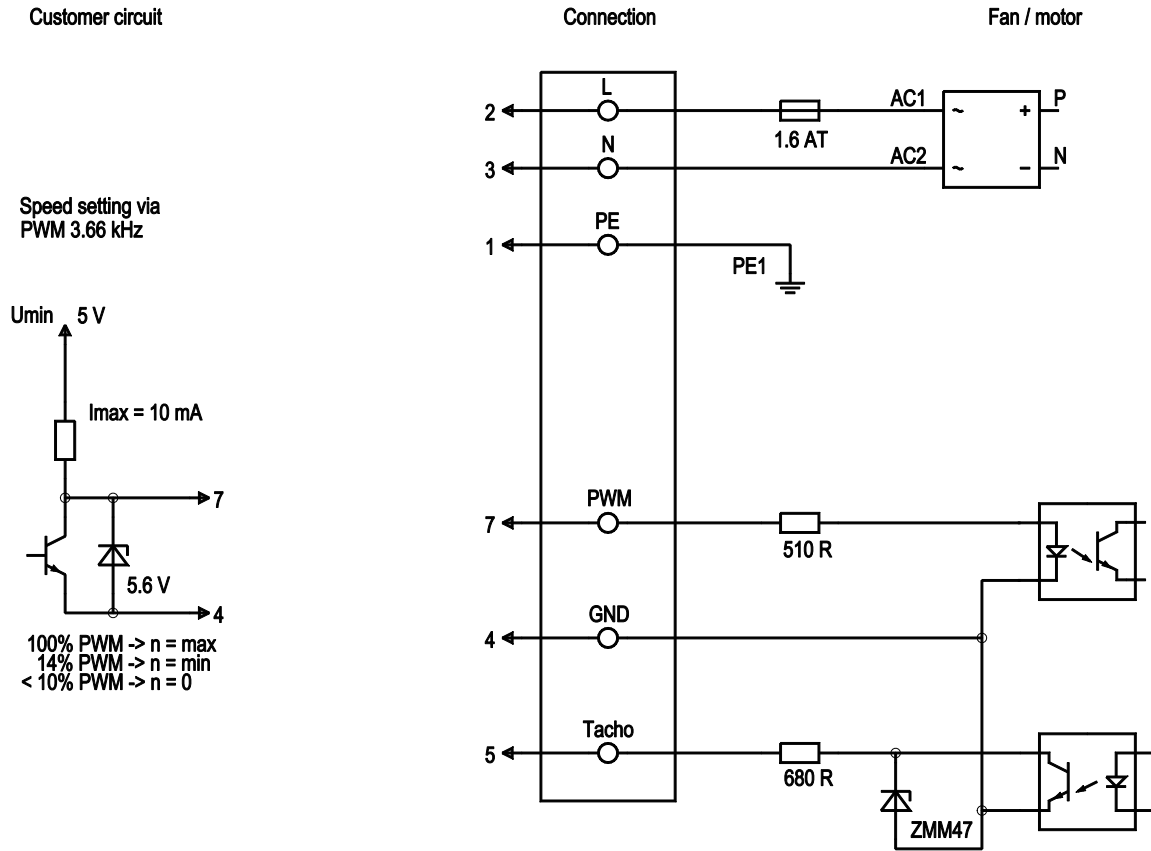 Customer circuit
Connection
Fan / motor
L
2
AC1
~
+
P
1.6 AT
N
3
AC2
~
–
N
Speed setting via
PWM 3.66 kHz
PE
1
PE1
Umin
5 V
Imax = 10 mA
7
PWM
7
510 R
5.6 V
4
GND
4
100% PWM -> n = max
14% PWM -> n = min
< 10% PWM -> n = 0
Tacho
5
680 R
ZMM47